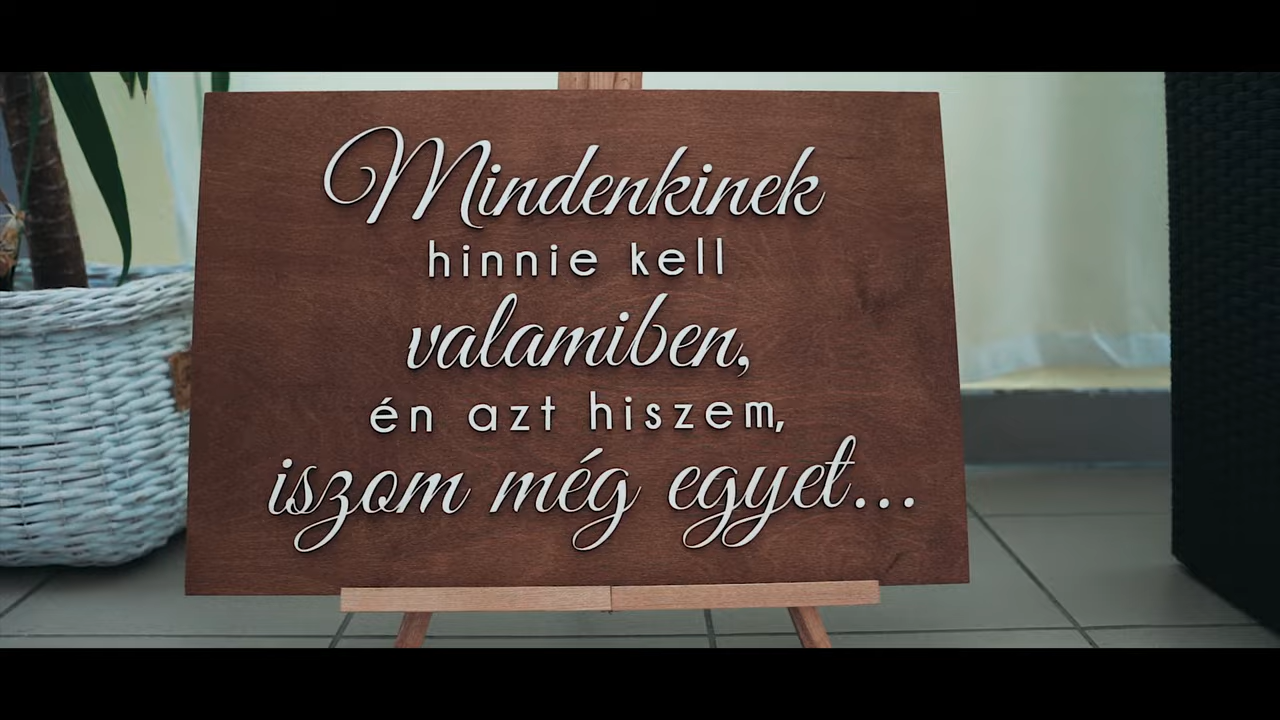 Mindenkinek
hinnie kell
valamiben,
én azt hiszem,
iszom még egyet...